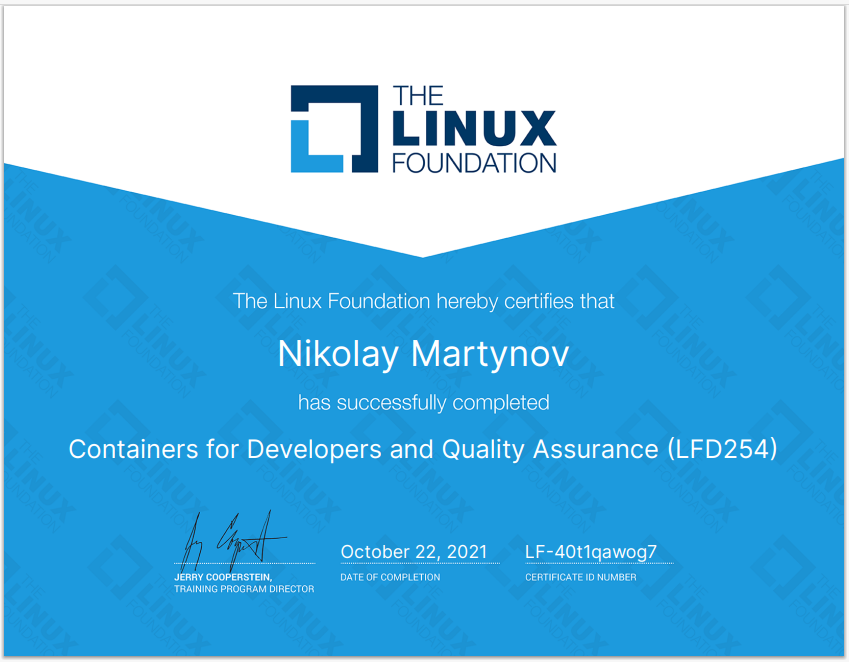 THE
LINUX
FOUNDATION
The Linux Foundation hereby certifies that
Nikolay Martynov
has successfully completed
Containers for Developers and Quality Assurance (LFD254)
October 22, 2021
LF-40t1qawog7
JERRY COOPERSTEIN,
TRAINING PROGRAM DIRECTOR
DATE OF COMPLETION
CERTIFICATE ID NUMBER